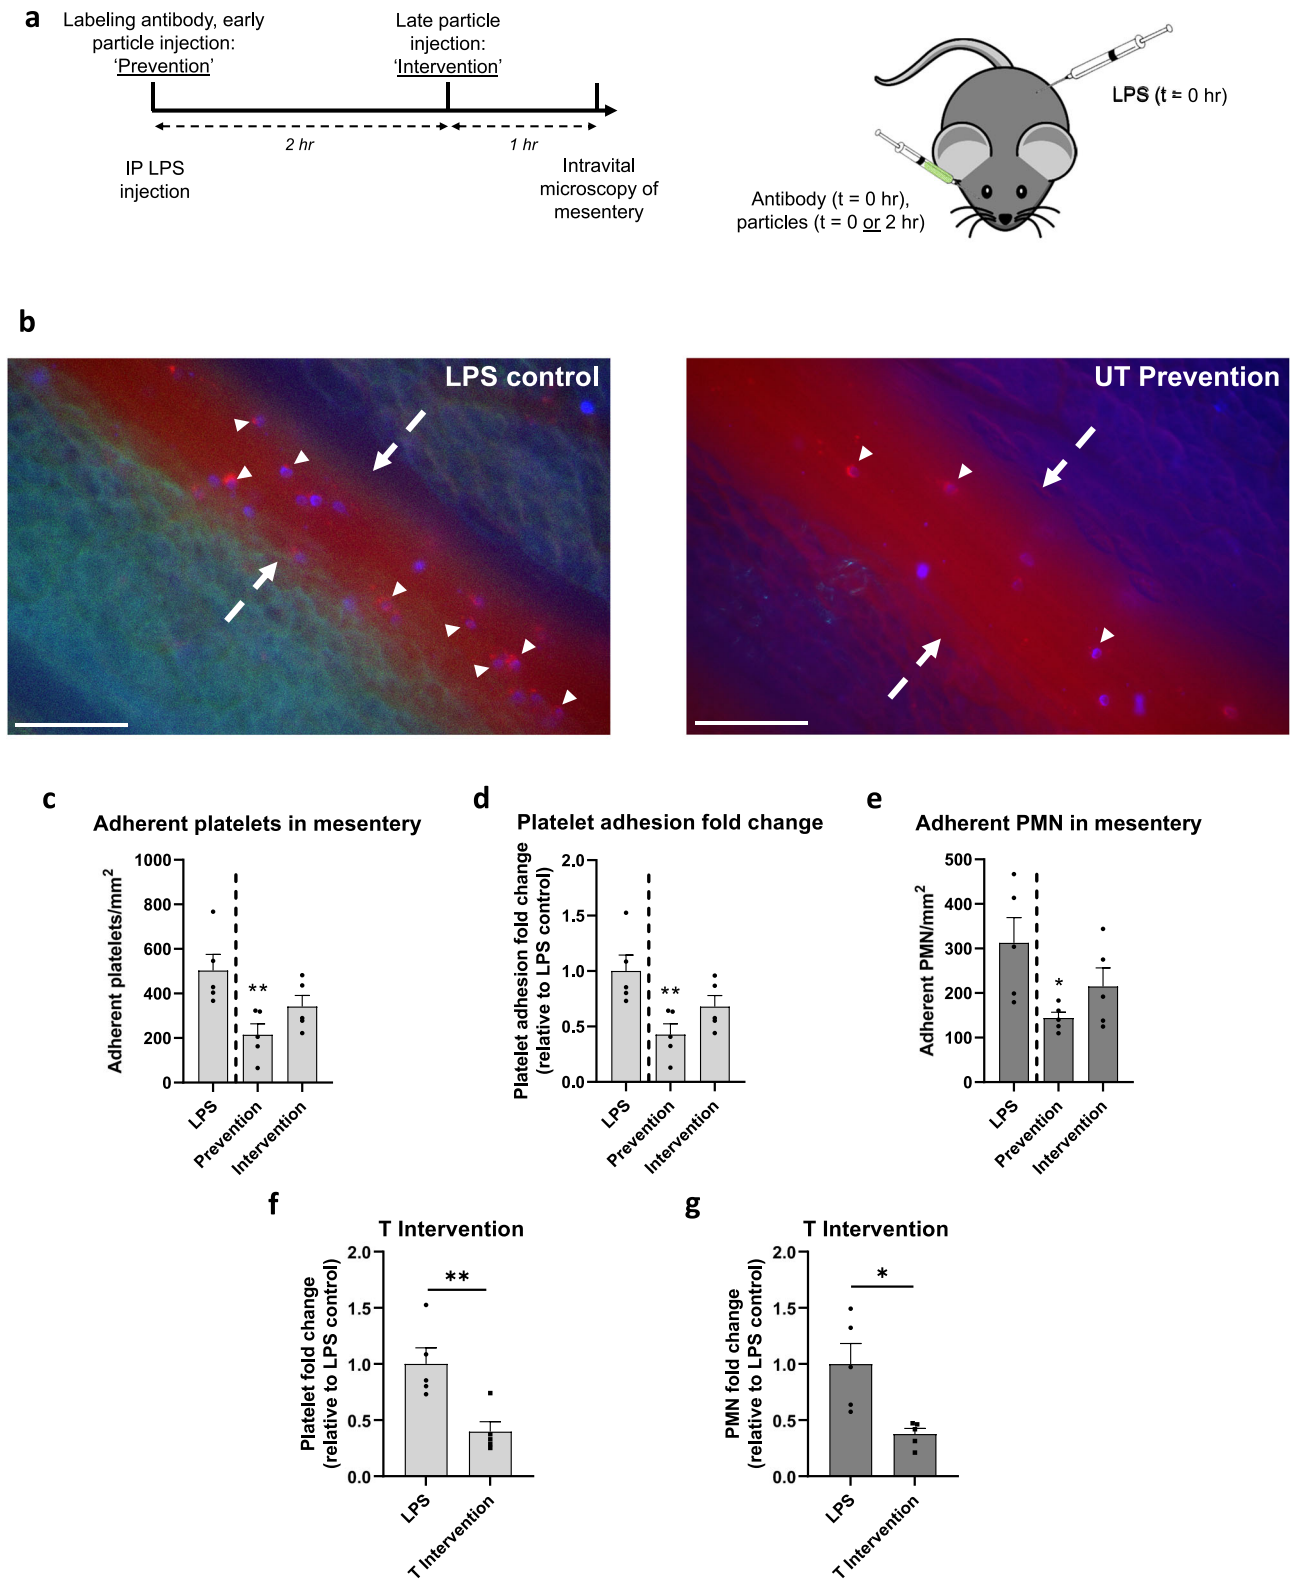 a
Labeling antibody, early
particle injection:
‘Prevention’
Late particle
injection:
‘Intervention’
2 hr
1 hr
IP LPS
injection
Intravital
microscopy of
mesentery
LPS (t = 0 hr)
Antibody (t = 0 hr),
particles (t = 0 or 2 hr)
b
LPS control
UT Prevention
c
Adherent platelets in mesentery
Adherent platelets/mm²
1000
800
600
400
200
0
**
LPS
Prevention
Intervention
d
Platelet adhesion fold change
Platelet adhesion fold change
(relative to LPS control)
2.0
1.5
1.0
0.5
0.0
**
LPS
Prevention
Intervention
e
Adherent PMN in mesentery
Adherent PMN/mm²
500
400
300
200
100
0
*
LPS
Prevention
Intervention
f
T Intervention
Platelet fold change
(relative to LPS control)
2.0
1.5
1.0
0.5
0.0
**
LPS
T Intervention
g
T Intervention
PMN fold change
(relative to LPS control)
2.0
1.5
1.0
0.5
0.0
*
LPS
T Intervention